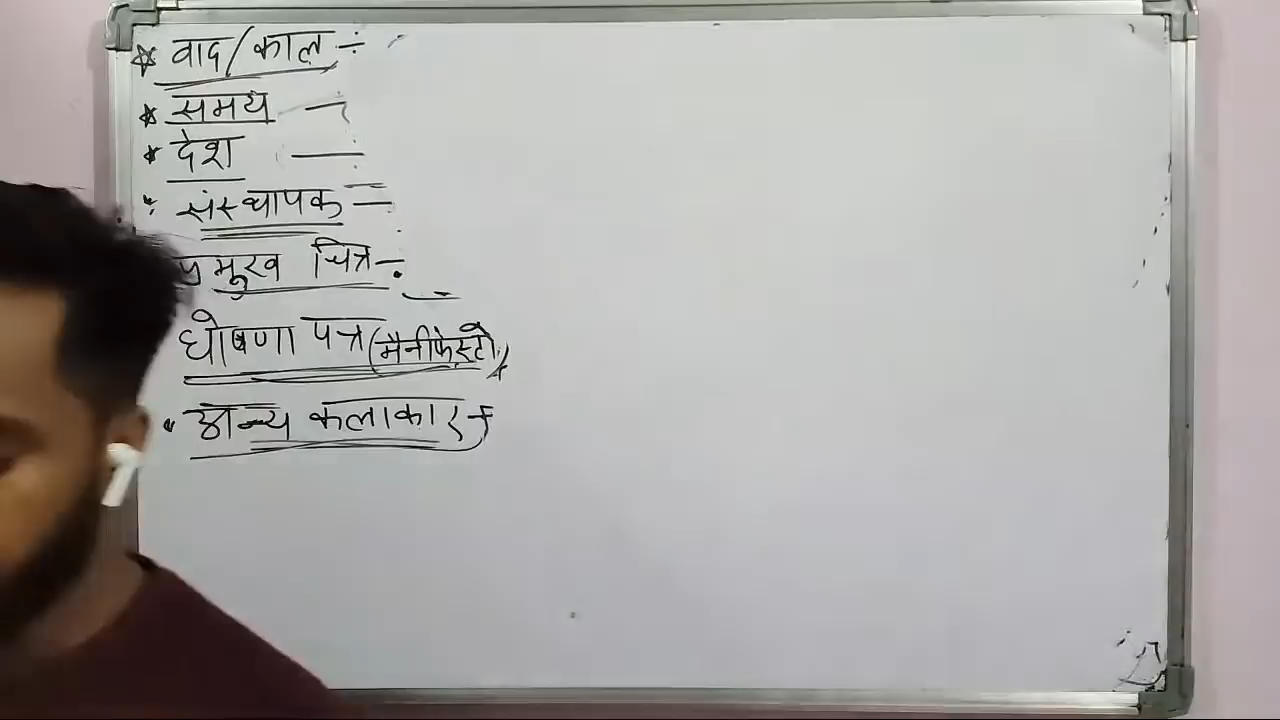 * वाद/काल ÷
* समय —
* देश —
संस्थापक =
प्रमुख चित्र ÷
घोषणा पत्र (मैनीफेस्टो)
• अन्य कलाकार